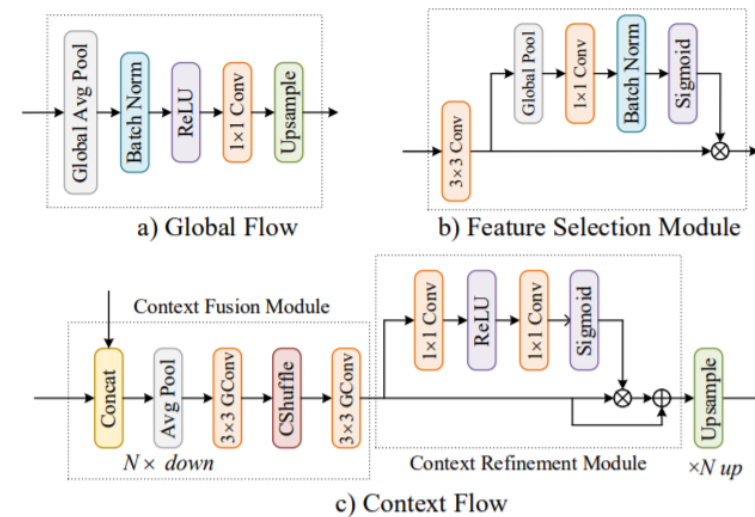 Global Avg Pool
Batch Norm
ReLU
1×1 Conv
Upsample
a) Global Flow
3×3 Conv
Global Pool
1×1 Conv
Batch Norm
Sigmoid
b) Feature Selection Module
Context Fusion Module
Concat
Avg Pool
3×3 GConv
CShuffle
3×3 GConv
N× down
1×1 Conv
ReLU
1×1 Conv
Sigmoid
Context Refinement Module
Upsample
×N up
c) Context Flow